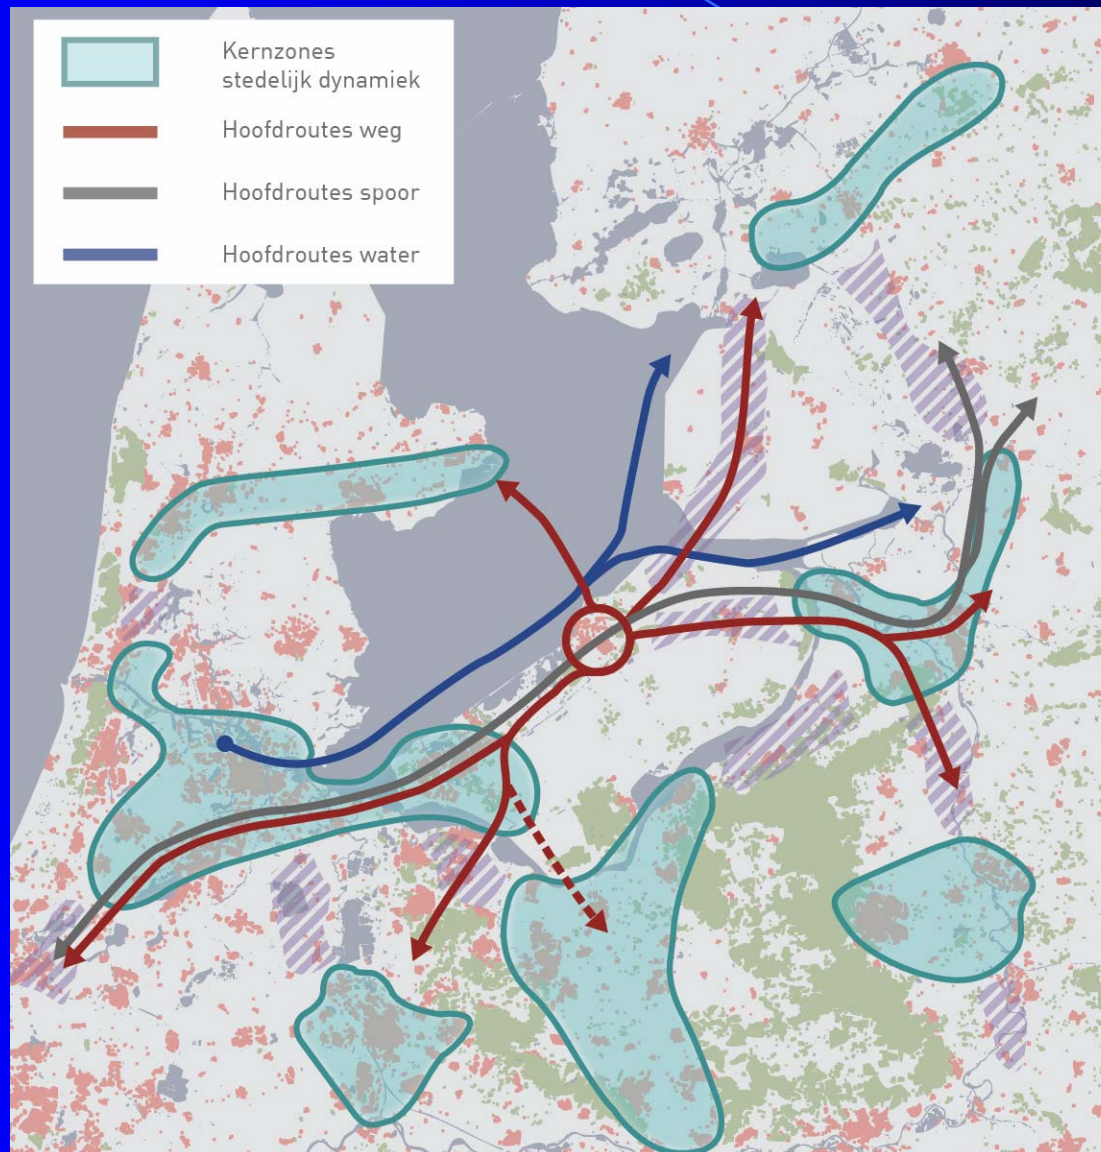 Kernzones
stedelijk dynamiek
Hoofdroutes weg
Hoofdroutes spoor
Hoofdroutes water